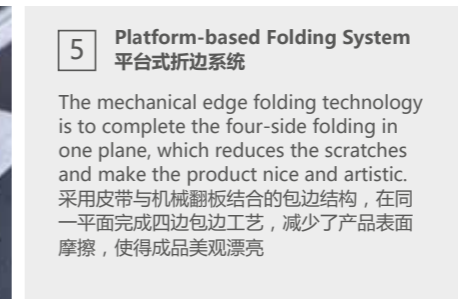 5
Platform-based Folding System
平台式折边系统
The mechanical edge folding technology
is to complete the four-side folding in
one plane, which reduces the scratches
and make the product nice and artistic.
采用皮带与机械翻板结合的包边结构，在同
一平面完成四边包边工艺，减少了产品表面
摩擦，使得成品美观漂亮